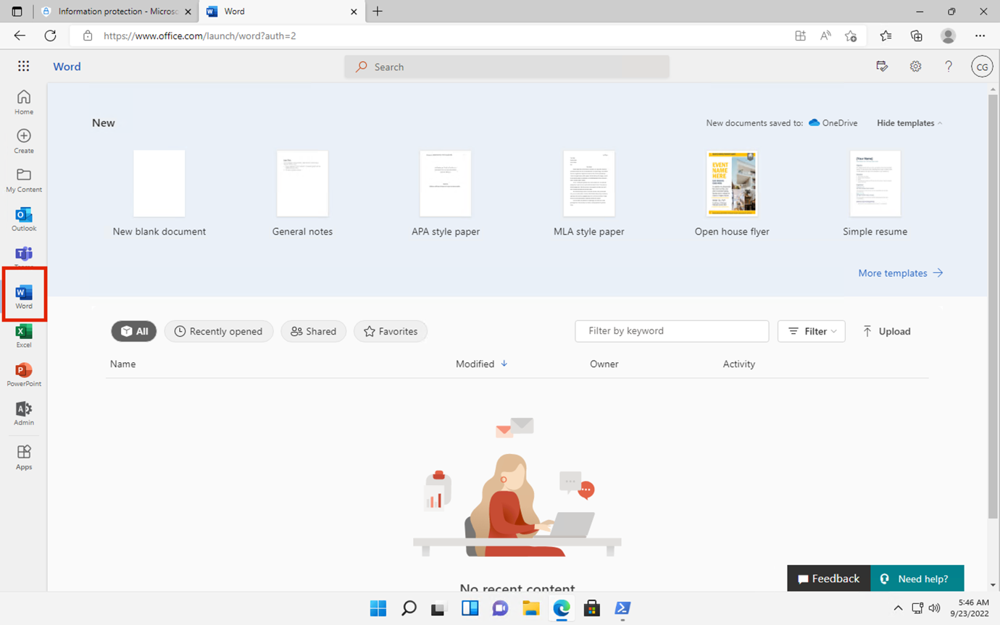 Information protection - Microsc
Word
https://www.office.com/launch/word?auth=2
Word
Search
CG
Home
Create
My Content
Outlook
Word
Excel
PowerPoint
Admin
Apps
New
New documents saved to: OneDrive
Hide templates
EVENT NAME HERE
[Your Name]
New blank document
General notes
APA style paper
MLA style paper
Open house flyer
Simple resume
More templates
All
Recently opened
Shared
Favorites
Filter by keyword
Filter
Upload
Name
Modified
Owner
Activity
No recent content
Feedback
Need help?
5:46 AM
9/23/2022